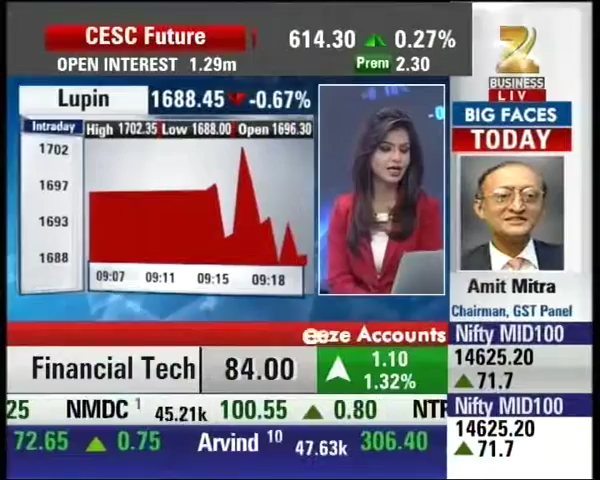 CESC Future 614.30 0.27%
OPEN INTEREST 1.29m Prem 2.30
Z
BUSINESS
LIV
Lupin 1688.45 -0.67%
Intraday High 1702.35 Low 1688.00 Open 1696.30
1702
1697
1693
1688
09:07 09:11 09:15 09:18
BIG FACES
TODAY
Amit Mitra
Chairman, GST Panel
eze Accounts
Financial Tech 84.00 1.10
1.32%
Nifty MID100
14625.20
71.7
25 NMDC 1 45.21k 100.55 0.80 NTP
72.65 0.75 Arvind 10 47.63k 306.40
Nifty MID100
14625.20
71.7